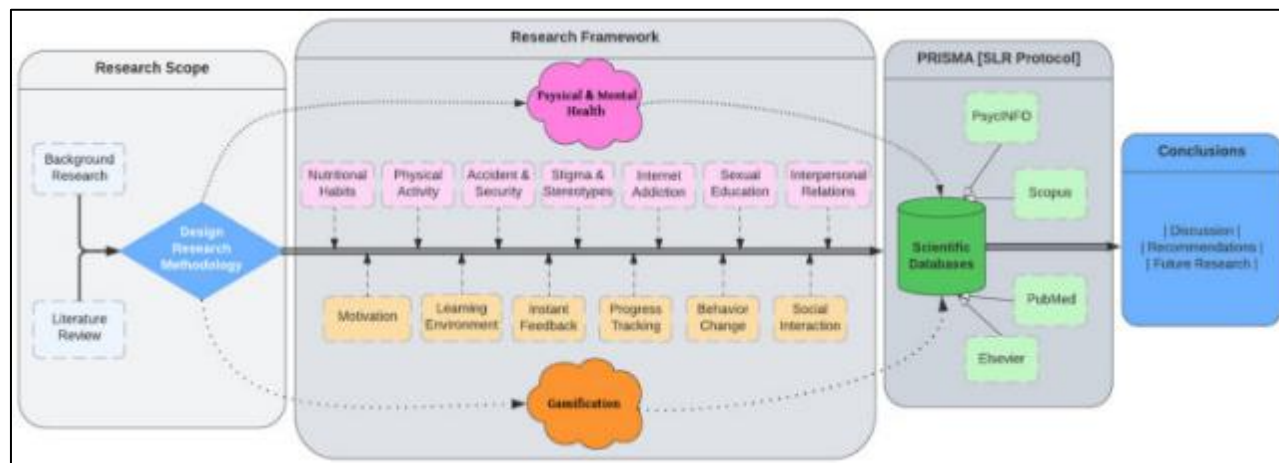 Research Scope
Background
Research
Design
Research
Methodology
Literature
Review
Research Framework
Psysical & Mental
Health
Nutritional
Habits
Physical
Activity
Accident &
Security
Stigma &
Stereotypes
Internet
Addiction
Sexual
Education
Interpersonal
Relations
Motivation
Learning
Environment
Instant
Feedback
Progress
Tracking
Behavior
Change
Social
Interaction
Gamification
PRISMA [SLR Protocol]
PsycINFO
Scopus
Scientific
Databases
PubMed
Elsevier
Conclusions
| Discussion |
| Recommendations |
| Future Research |